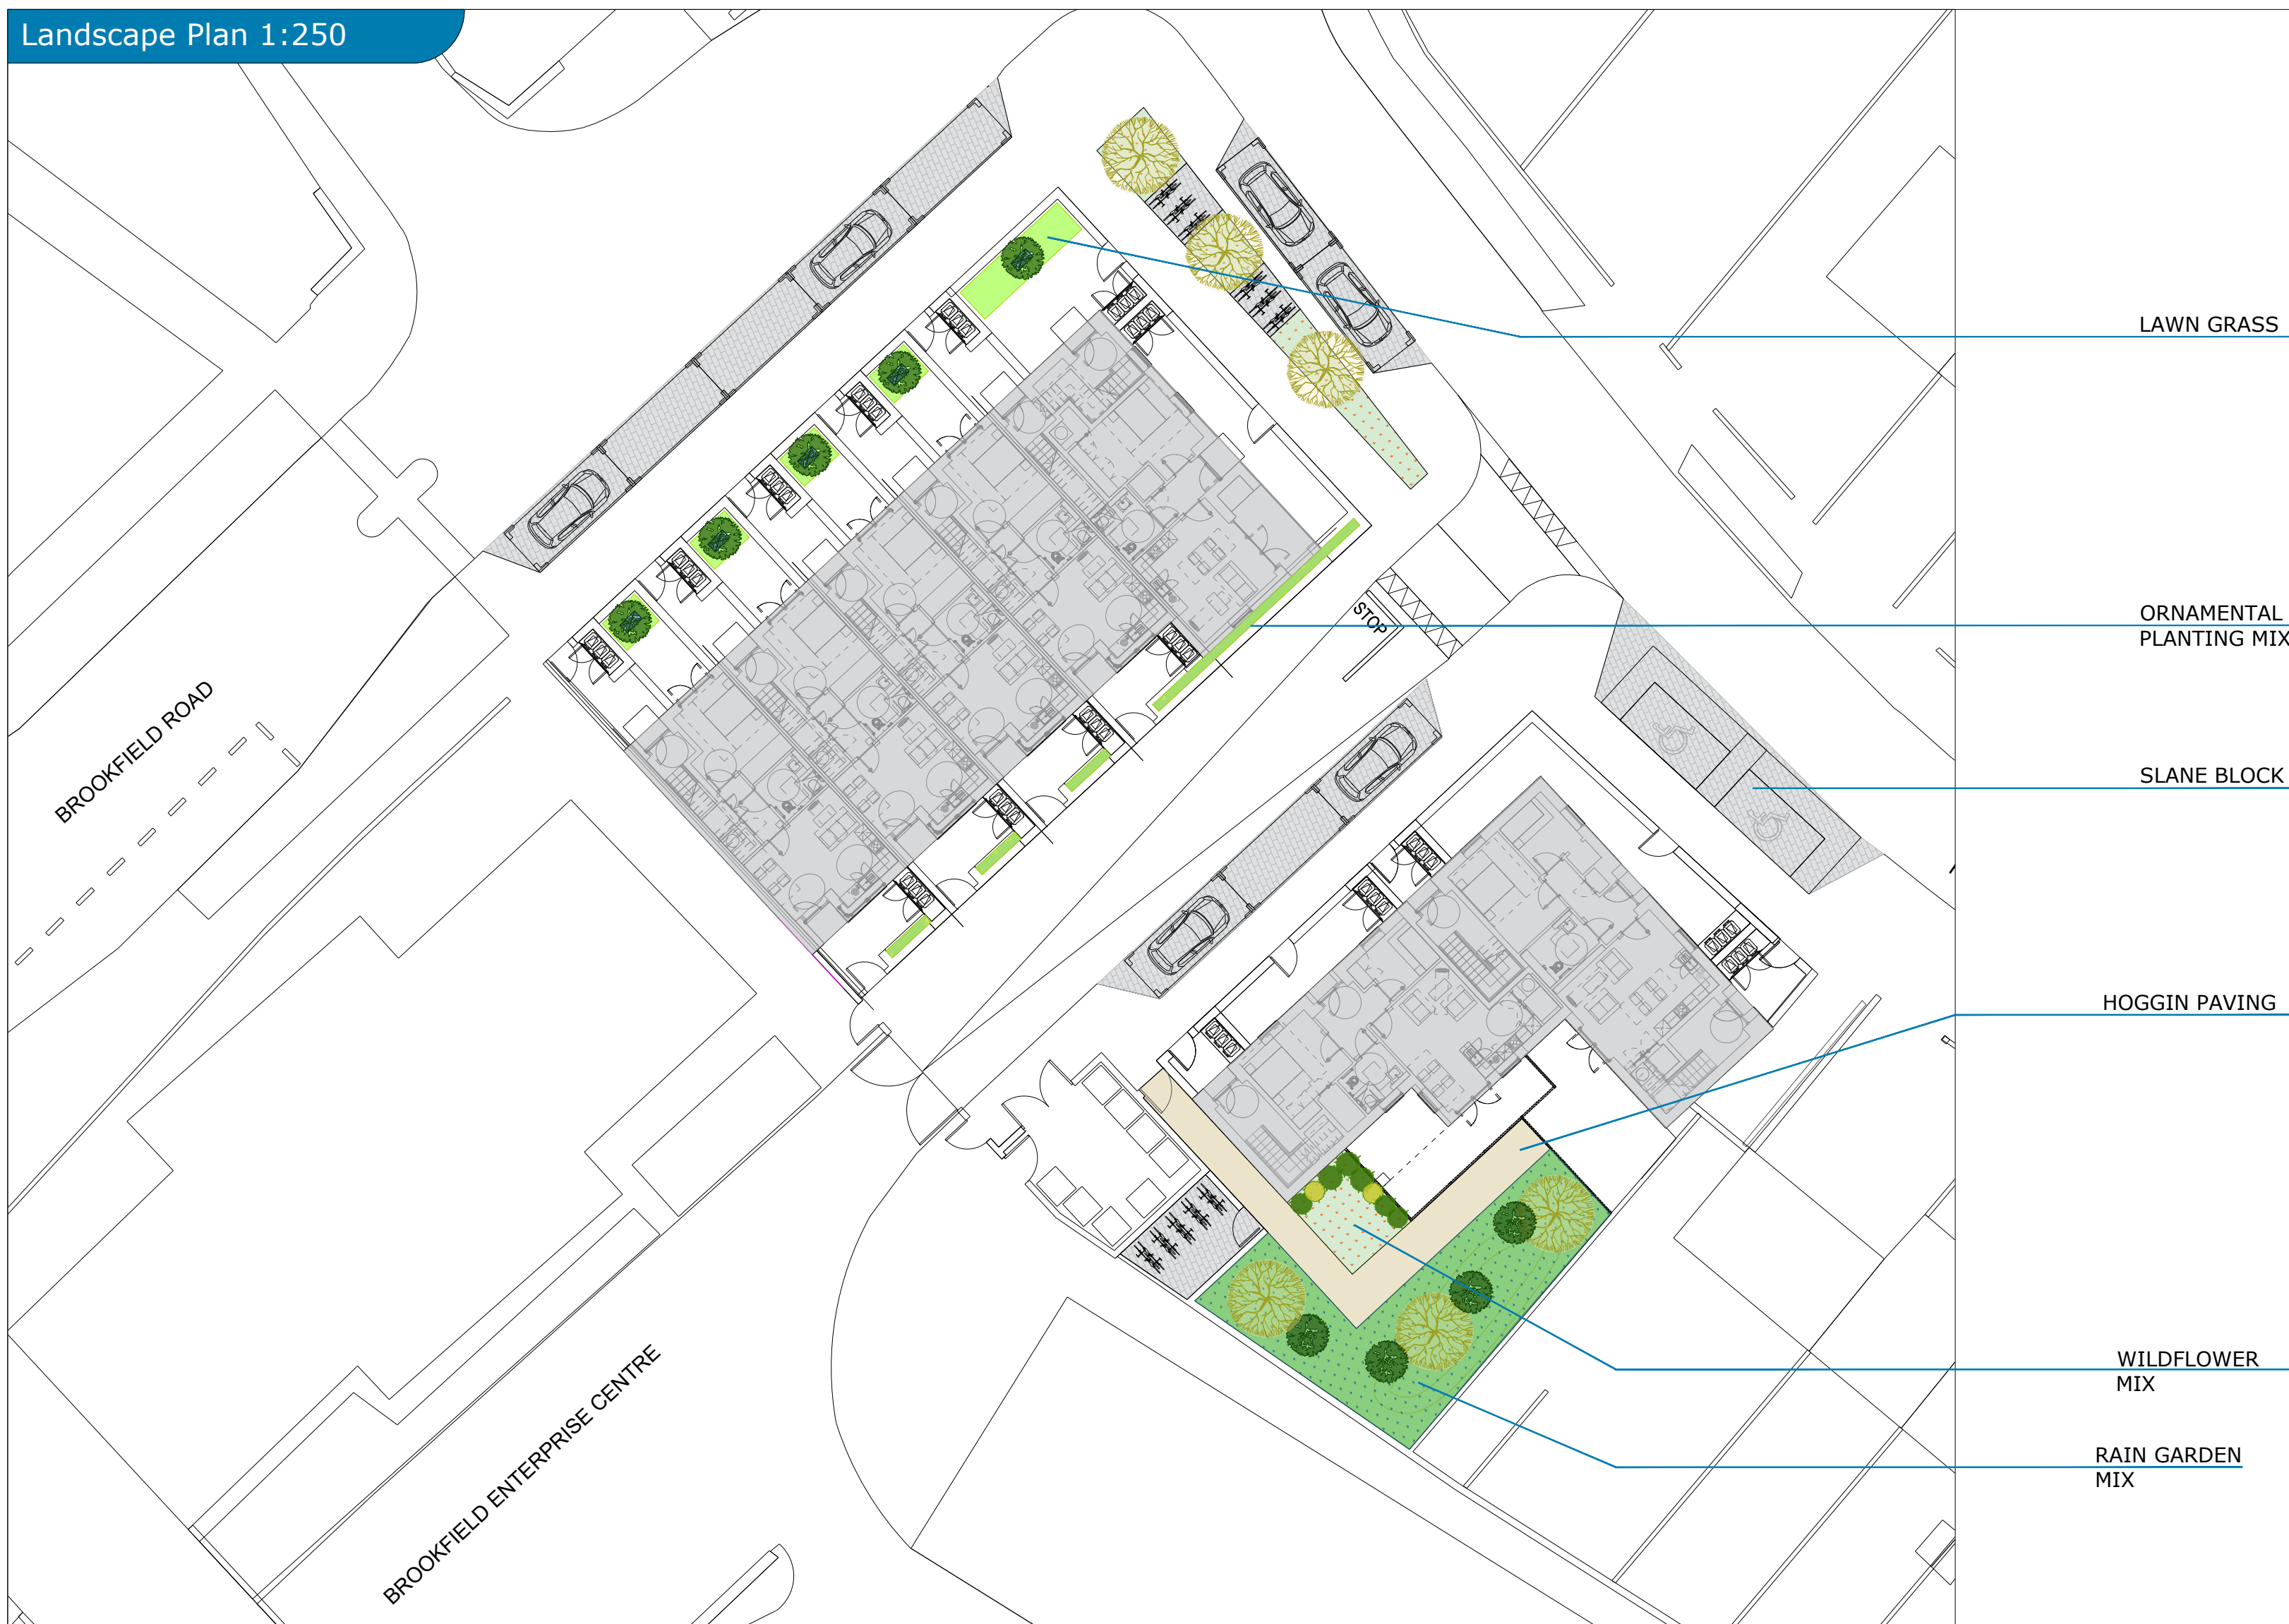 Landscape Plan 1:250
LAWN GRASS
ORNAMENTAL
PLANTING MIX
STOP
BROOKFIELD ROAD
SLANE BLOCK
HOGGIN PAVING
WILDFLOWER
MIX
RAIN GARDEN
MIX
BROOKFIELD ENTERPRISE CENTRE